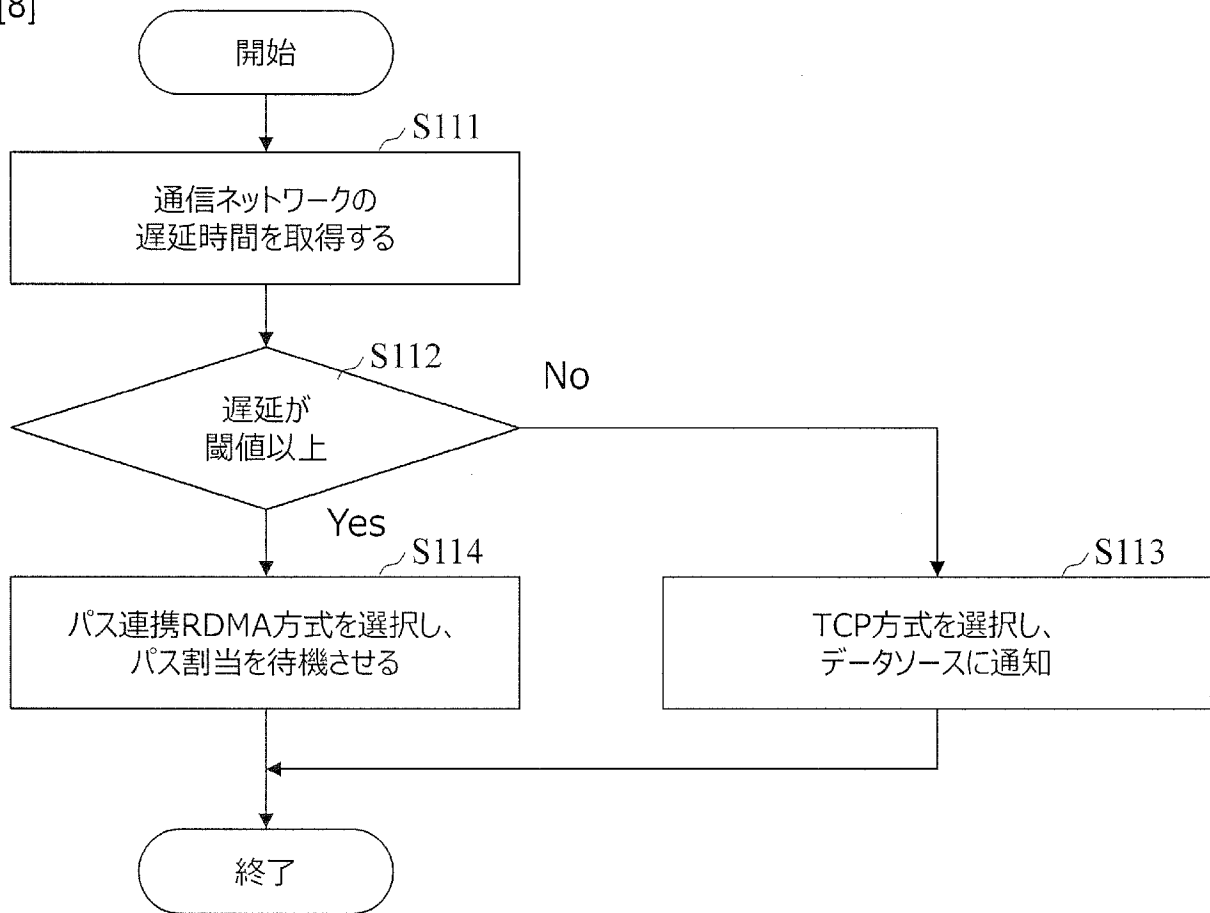 [8]
開始
S111
通信ネットワークの
遅延時間を取得する
S112
遅延が
閾値以上
No
Yes
S114
パス連携RDMA方式を選択し、
パス割当を待機させる
S113
TCP方式を選択し、
データソースに通知
終了